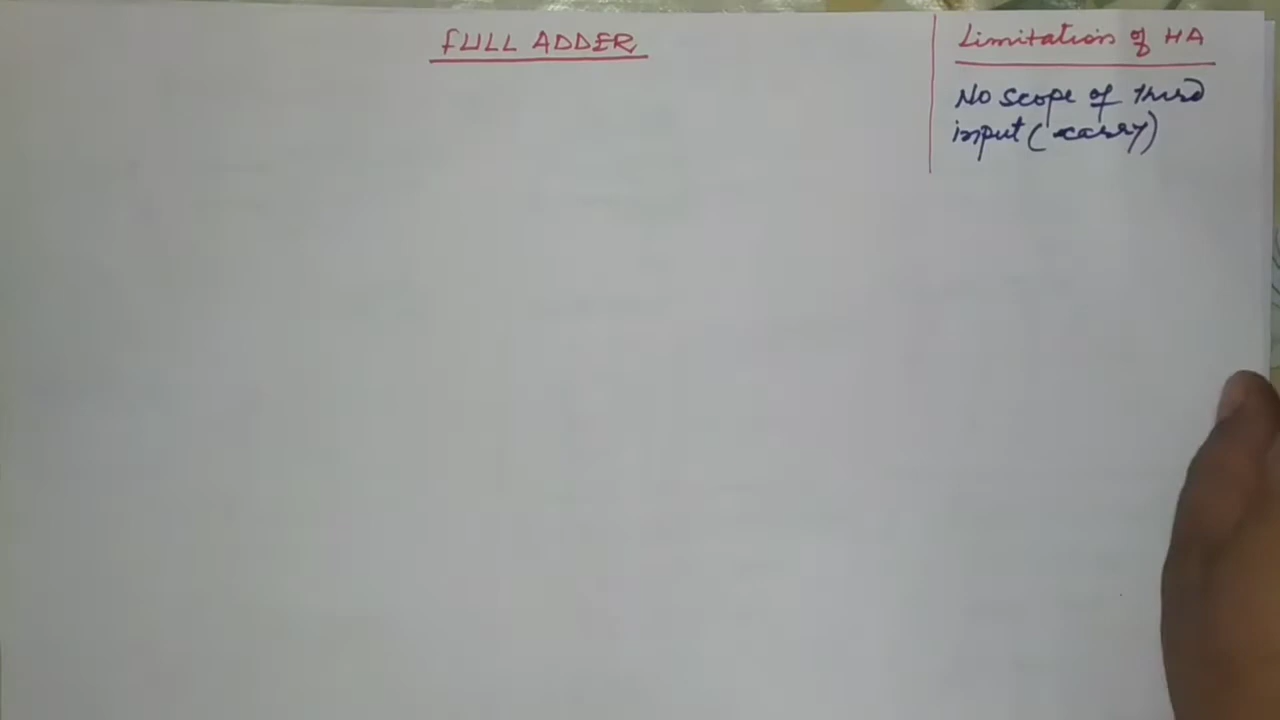 FULL ADDER
Limitation of HA
No scope of third
input (carry)